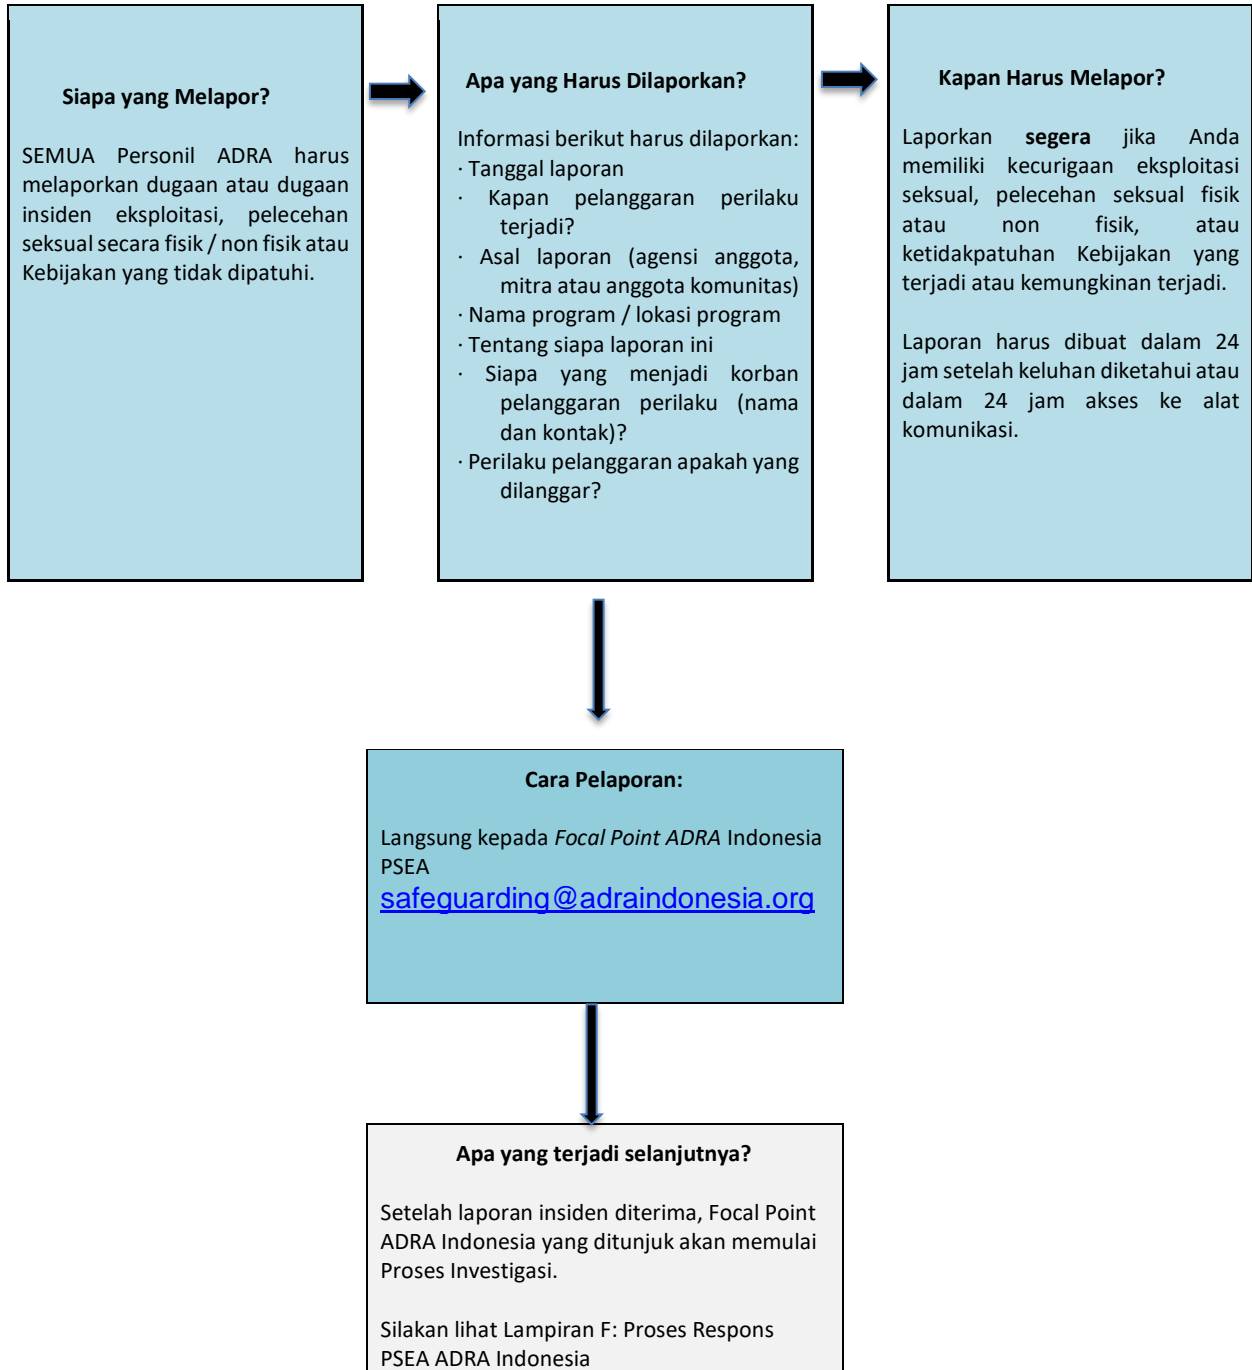 Siapa yang Melapor?
SEMUA Personil ADRA harus
melaporkan dugaan atau dugaan
insiden eksploitasi, pelecehan
seksual secara fisik / non fisik atau
Kebijakan yang tidak dipatuhi.
Apa yang Harus Dilaporkan?
Informasi berikut harus dilaporkan:
· Tanggal laporan
· Kapan pelanggaran perilaku
terjadi?
· Asal laporan (agensi anggota,
mitra atau anggota komunitas)
· Nama program / lokasi program
· Tentang siapa laporan ini
· Siapa yang menjadi korban
pelanggaran perilaku (nama
dan kontak)?
· Perilaku pelanggaran apakah yang
dilanggar?
Kapan Harus Melapor?
Laporkan segera jika Anda
memiliki kecurigaan eksploitasi
seksual, pelecehan seksual fisik
atau non fisik, atau
ketidakpatuhan Kebijakan yang
terjadi atau kemungkinan terjadi.
Laporan harus dibuat dalam 24
jam setelah keluhan diketahui atau
dalam 24 jam akses ke alat
komunikasi.
Cara Pelaporan:
Langsung kepada Focal Point ADRA Indonesia
PSEA
safeguarding@adraindonesia.org
Apa yang terjadi selanjutnya?
Setelah laporan insiden diterima, Focal Point
ADRA Indonesia yang ditunjuk akan memulai
Proses Investigasi.
Silakan lihat Lampiran F: Proses Respons
PSEA ADRA Indonesia